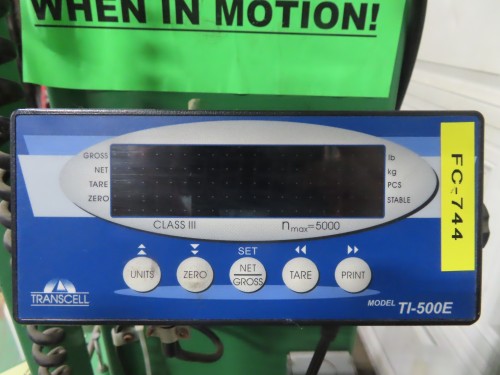 WHEN IN MOTION!
GROSS
NET
TARE
ZERO
lb
kg
PCS
STABLE
CLASS III
nmax=5000
FC-744
SET
UNITS
ZERO
NET
GROSS
TARE
PRINT
TRANSCELL
MODEL TI-500E